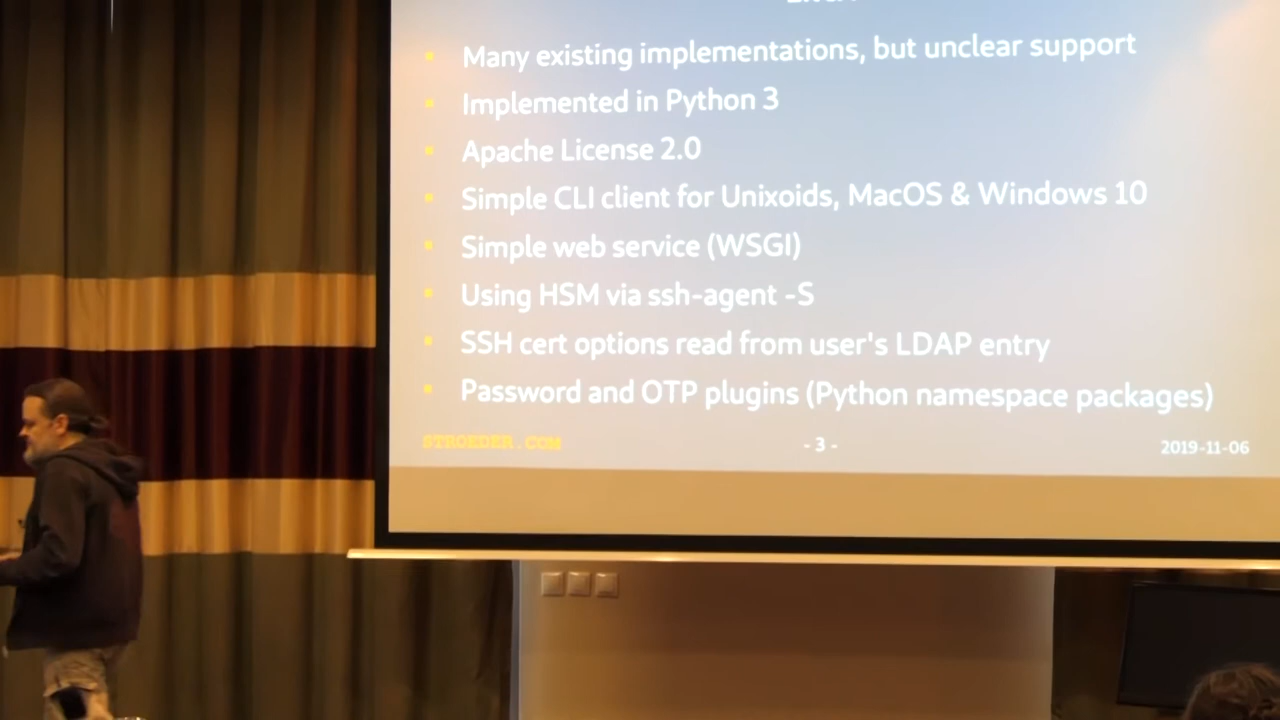 Many existing implementations, but unclear support
Implemented in Python 3
Apache License 2.0
Simple CLI client for Unixoids, MacOS & Windows 10
Simple web service (WSGI)
Using HSM via ssh-agent -S
SSH cert options read from user's LDAP entry
Password and OTP plugins (Python namespace packages)
STROEDER.COM
- 3 -
2019-11-06